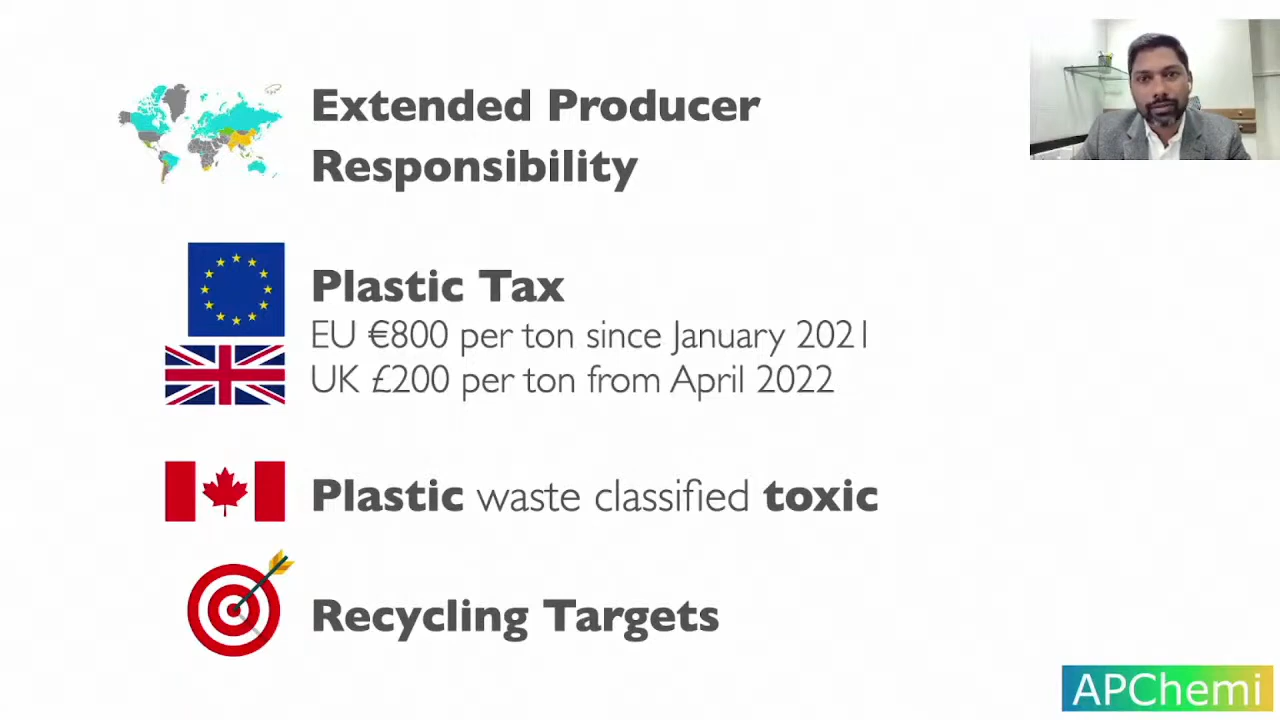 Extended Producer
Responsibility
Plastic Tax
EU €800 per ton since January 2021
UK £200 per ton from April 2022
Plastic waste classified toxic
Recycling Targets
APChemi